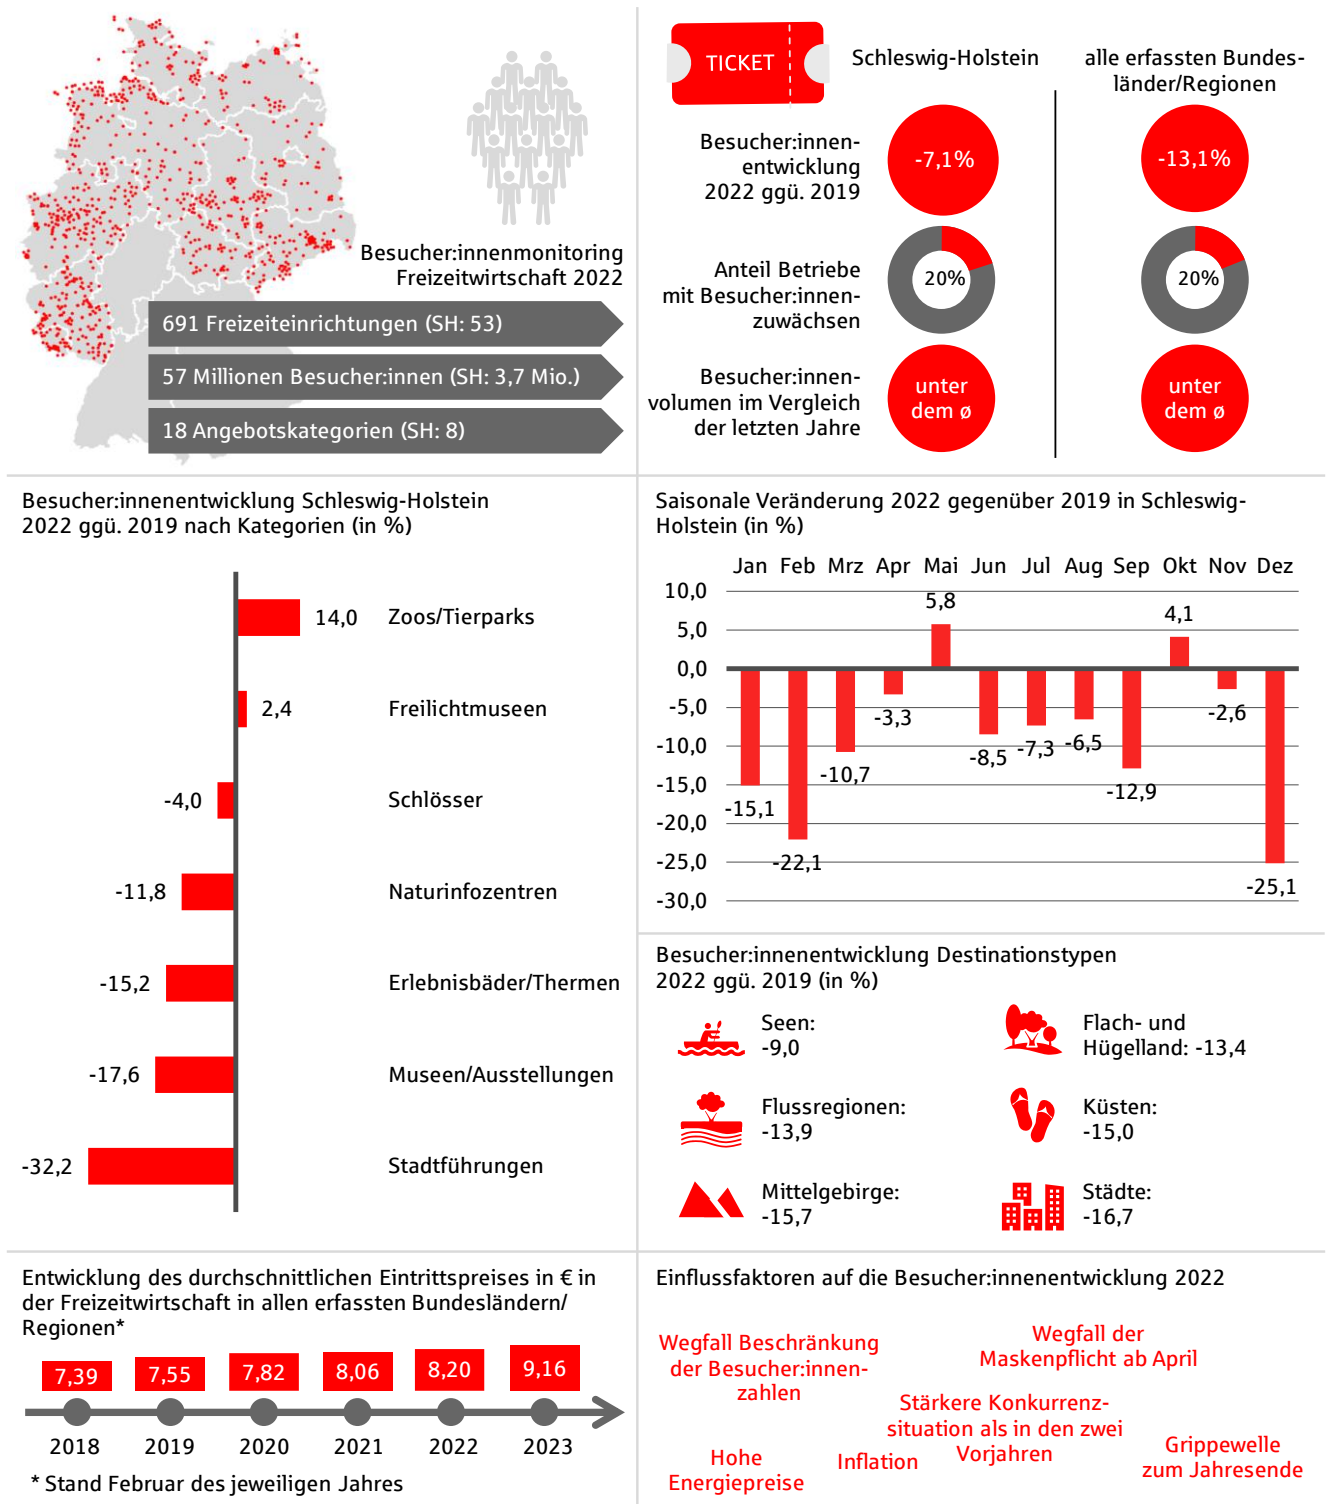 Besucher:innenmonitoring
Freizeitwirtschaft 2022
691 Freizeiteinrichtungen (SH: 53)
57 Millionen Besucher:innen (SH: 3,7 Mio.)
18 Angebotskategorien (SH: 8)
TICKET
Schleswig-Holstein
alle erfassten Bundes-
länder/Regionen
Besucher:innen-
entwicklung
2022 ggü. 2019
-7,1%
-13,1%
Anteil Betriebe
mit Besucher:innen-
zuwächsen
20%
20%
Besucher:innen-
volumen im Vergleich
der letzten Jahre
unter
dem ø
unter
dem ø
Besucher:innenentwicklung Schleswig-Holstein
2022 ggü. 2019 nach Kategorien (in %)
14,0 Zoos/Tierparks
2,4 Freilichtmuseen
-4,0 Schlösser
-11,8 Naturinfozentren
-15,2 Erlebnisbäder/Thermen
-17,6 Museen/Ausstellungen
-32,2 Stadtführungen
Saisonale Veränderung 2022 gegenüber 2019 in Schleswig-
Holstein (in %)
Jan Feb Mrz Apr Mai Jun Jul Aug Sep Okt Nov Dez
10,0
5,0
0,0
-5,0
-10,0
-15,0
-20,0
-25,0
-30,0
-15,1
-22,1
-10,7
-3,3
5,8
-8,5
-7,3
-6,5
-12,9
4,1
-2,6
-25,1
Besucher:innenentwicklung Destinationstypen
2022 ggü. 2019 (in %)
Seen:
-9,0
Flach- und
Hügelland: -13,4
Flussregionen:
-13,9
Küsten:
-15,0
Mittelgebirge:
-15,7
Städte:
-16,7
Entwicklung des durchschnittlichen Eintrittspreises in € in
der Freizeitwirtschaft in allen erfassten Bundesländern/
Regionen*
7,39 7,55 7,82 8,06 8,20 9,16
2018 2019 2020 2021 2022 2023
* Stand Februar des jeweiligen Jahres
Einflussfaktoren auf die Besucher:innenentwicklung 2022
Wegfall Beschränkung
der Besucher:innen-
zahlen
Wegfall der
Maskenpflicht ab April
Stärkere Konkurrenz-
situation als in den zwei
Vorjahren
Hohe
Energiepreise
Inflation
Grippewelle
zum Jahresende